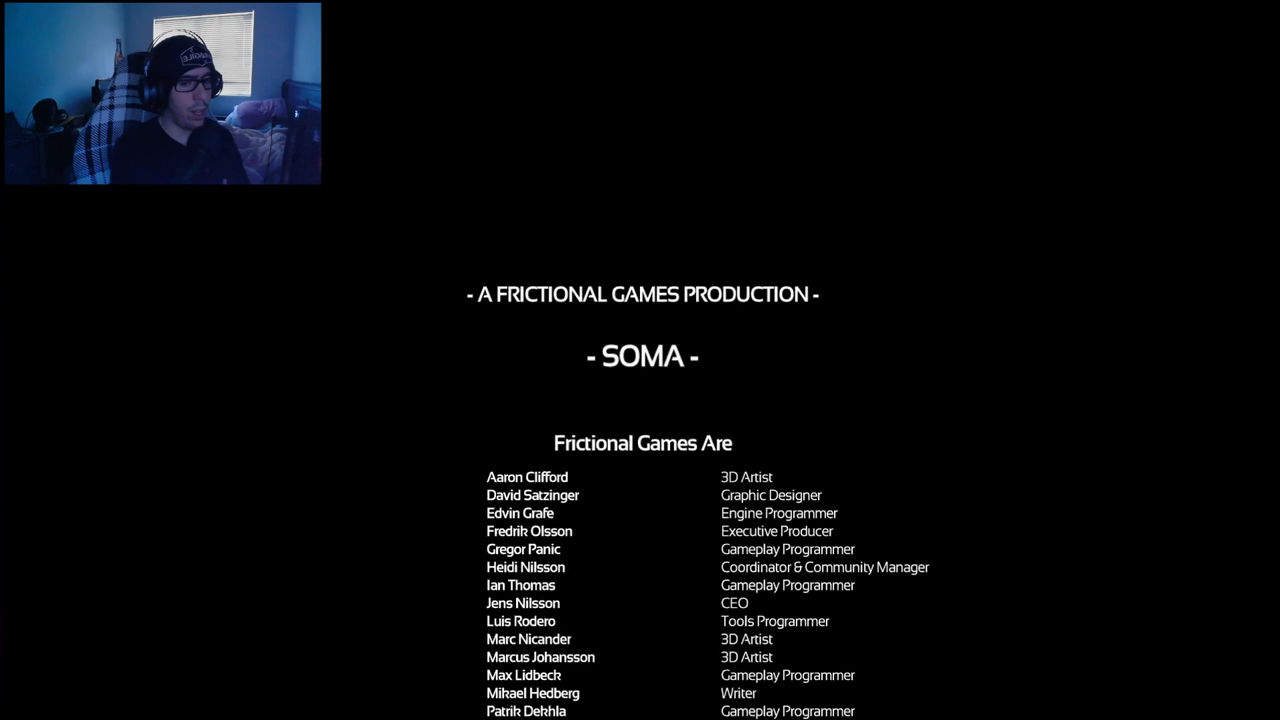 - A FRICTIONAL GAMES PRODUCTION -
- SOMA -
Frictional Games Are
Aaron Clifford 3D Artist
David Satzinger Graphic Designer
Edvin Grafe Engine Programmer
Fredrik Olsson Executive Producer
Gregor Panic Gameplay Programmer
Heidi Nilsson Coordinator & Community Manager
Ian Thomas Gameplay Programmer
Jens Nilsson CEO
Luis Rodero Tools Programmer
Marc Nicander 3D Artist
Marcus Johansson 3D Artist
Max Lidbeck Gameplay Programmer
Mikael Hedberg Writer
Patrik Dekhla Gameplay Programmer